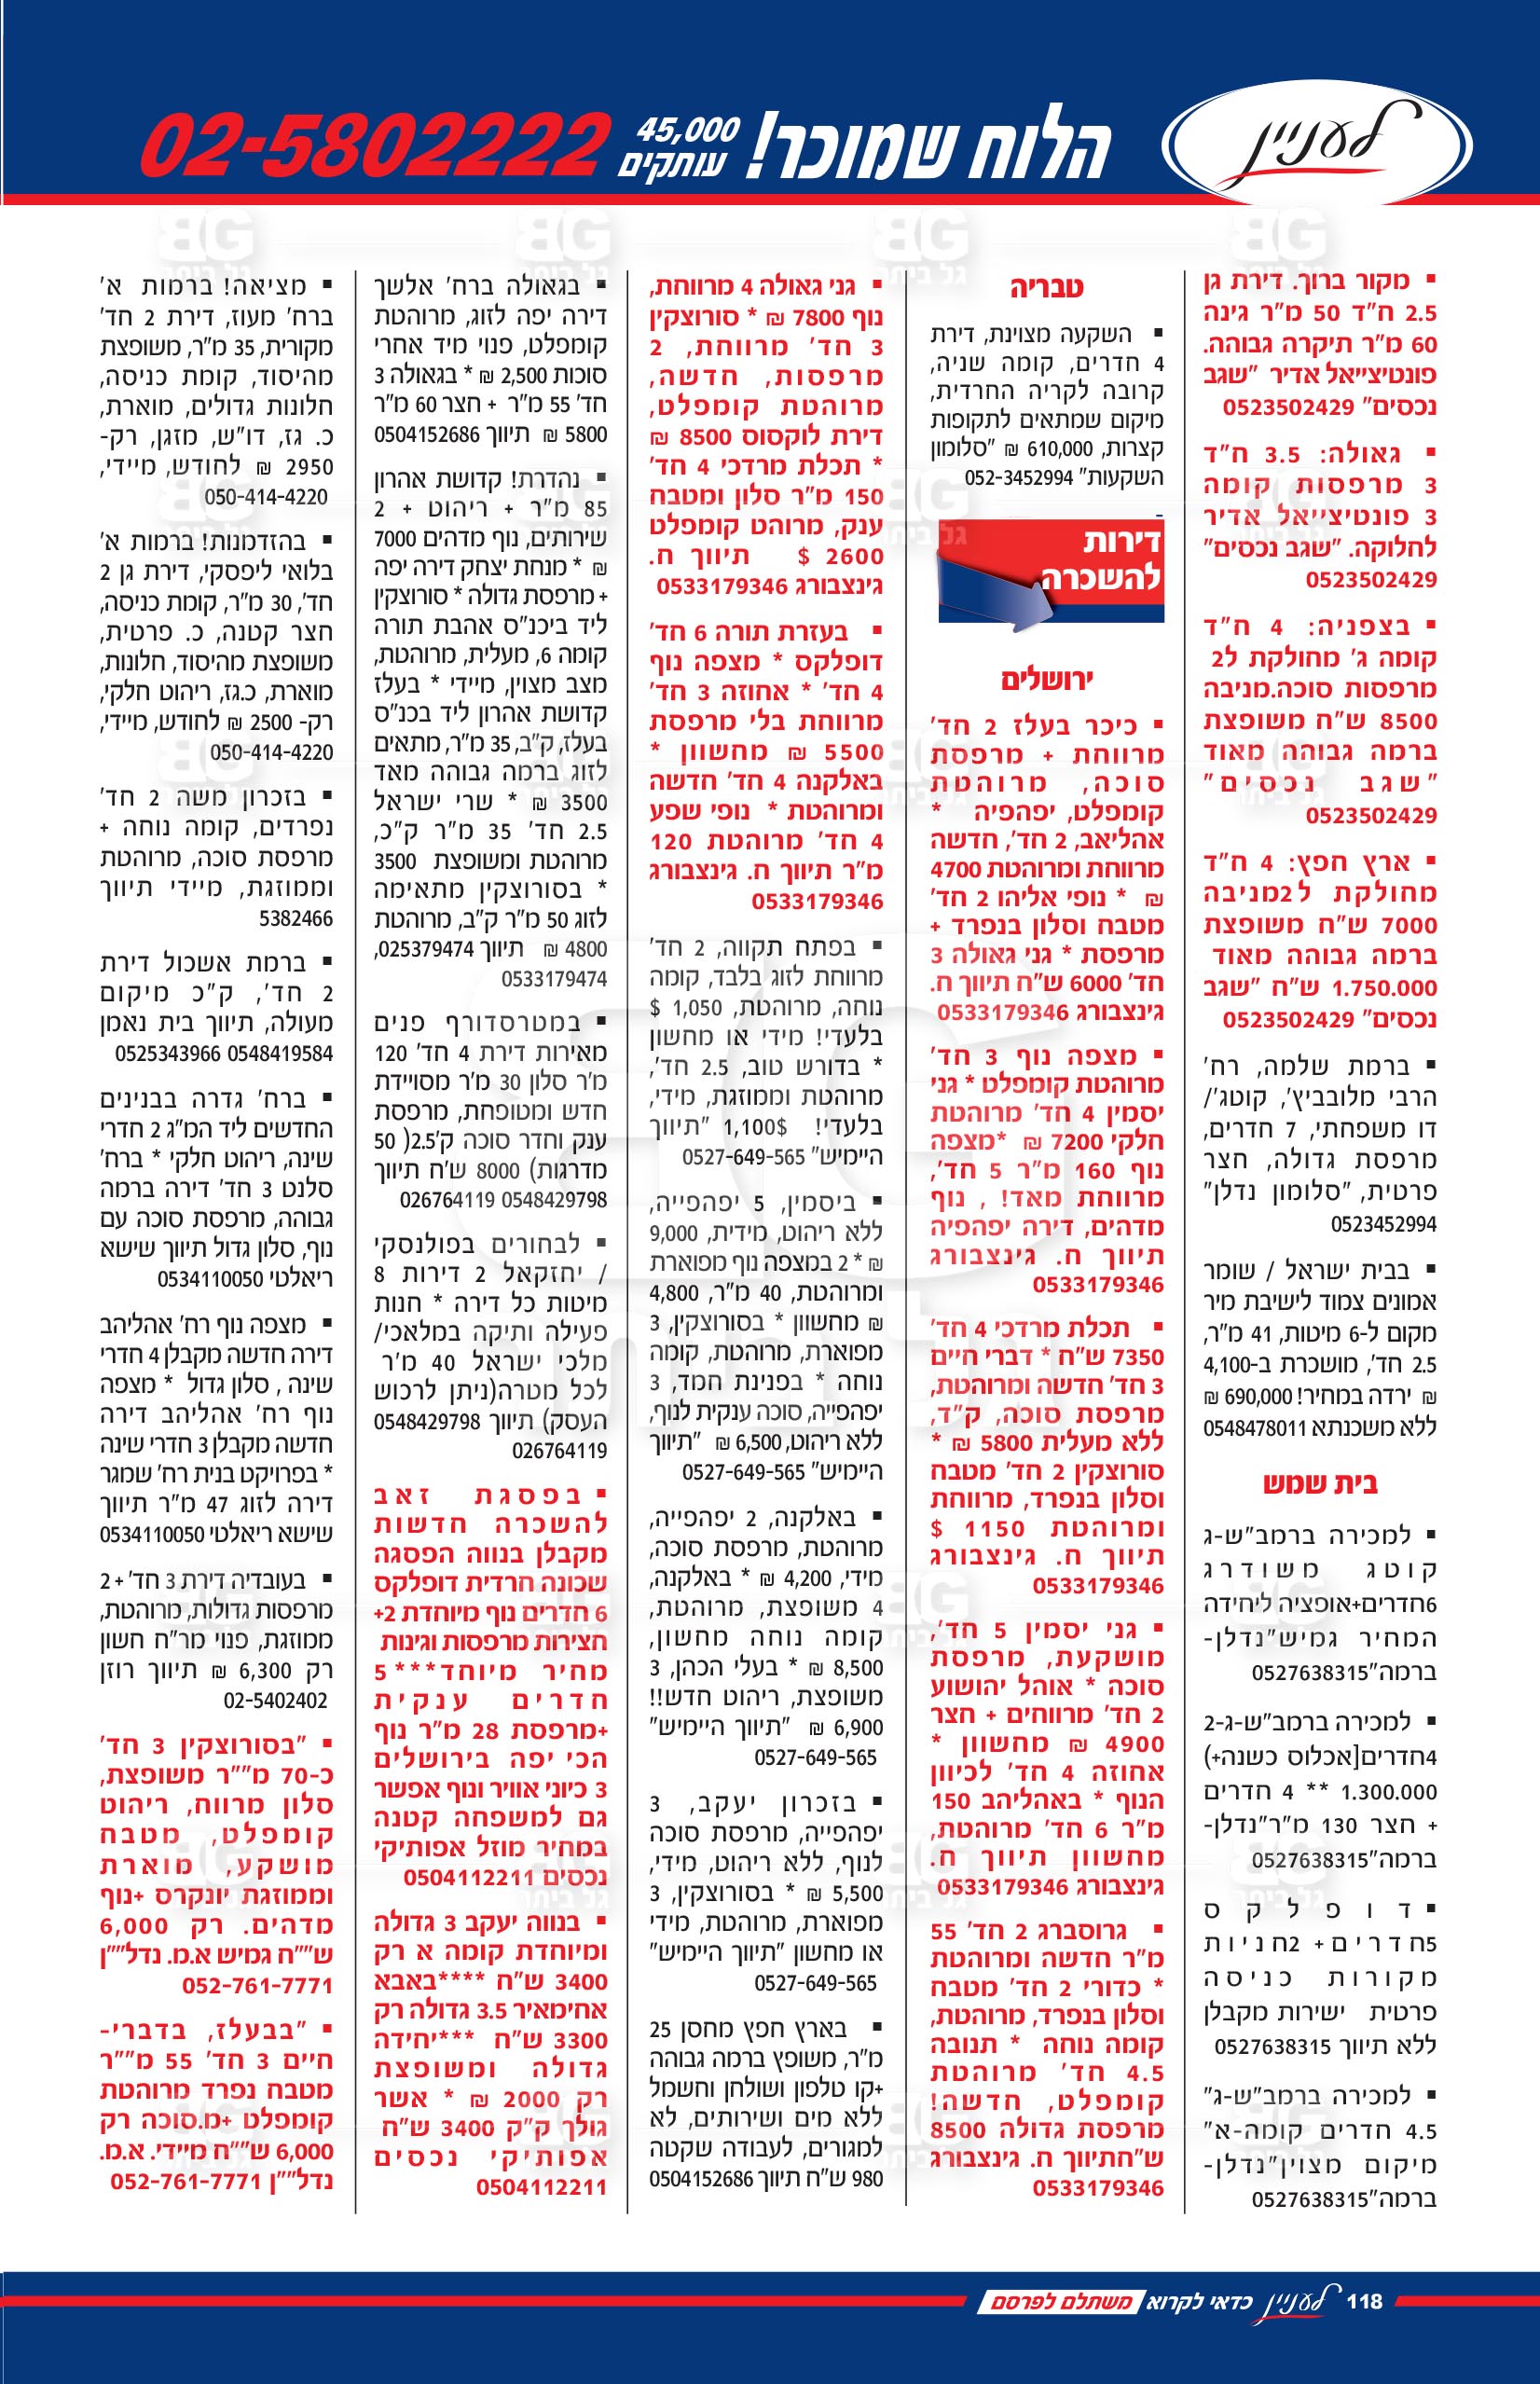 לעניין
הלוח שמוכר!
45,000
עותקים
02-5802222
▪ מקור ברוך. דירת גן
2.5 ח"ד 50 מ"ר גינה
60 מ"ר תיקרה גבוהה.
פונטיצייאל אדיר "שגב
נכסים" 0523502429
▪ גאולה: 3.5 ח"ד
3 מרפסות קומה
3 פונטיצייאל אדיר
לחלוקה. "שגב נכסים"
0523502429
▪ בצפניה: 4 ח"ד
קומה ג' מחולקת ל2
מרפסות סוכה.מניבה
8500 ש"ח משופצת
ברמה גבוהה מאוד
"שגב נכסים"
0523502429
▪ ארץ חפץ: 4 ח"ד
מחולקת ל2מניבה
7000 ש"ח משופצת
ברמה גבוהה מאוד
1.750.000 ש"ח "שגב
נכסים" 0523502429
▪ ברמת שלמה, רח'
הרבי מלובביץ', קוטג'/
דו משפחתי, 7 חדרים,
מרפסת גדולה, חצר
פרטית, "סלומון נדלן"
0523452994
▪ בבית ישראל / שומר
אמונים צמוד לישיבת מיר
מקום ל-6 מיטות, 41 מ"ר,
2.5 חד', מושכרת ב-4,100
₪ ירדה במחיר! 690,000 ₪
ללא משכנתא 0548478011
בית שמש
▪ למכירה ברמב"ש-ג
קוטג משודרג
6חדרים+אופציה ליחידה
המחיר גמיש"נדלן-
ברמה"0527638315
▪ למכירה ברמב"ש-ג-2
4חדרים[אכלוס כשנה+)
1.300.000 ** 4 חדרים
+ חצר 130 מ"ר"נדלן-
ברמה"0527638315
▪ דופלקס
5חדרים+ 2חניות
מקורות כניסה
פרטית ישירות מקבלן
ללא תיווך 0527638315
▪ למכירה ברמב"ש-ג"
4.5 חדרים קומה-א"
מיקום מצוין"נדלן-
ברמה"0527638315
טבריה
▪ השקעה מצוינת, דירת
4 חדרים, קומה שניה,
קרובה לקריה החרדית,
מיקום שמתאים לתקופות
קצרות, 610,000 ₪ "סלומון
השקעות" 052-3452994
-
דירות
להשכרה
ירושלים
▪ כיכר בעלז 2 חד'
מרווחת + מרפסת
סוכה, מרוהטת
קומפלט, יפהפיה *
אהליאב, 2 חד', חדשה
מרווחת ומרוהטת 4700
₪ * נופי אליהו 2 חד'
מטבח וסלון בנפרד +
מרפסת * גני גאולה 3
חד' 6000 ש"ח תיווך ח.
גינצבורג 0533179346
▪ מצפה נוף 3 חד'
מרוהטת קומפלט * גני
יסמין 4 חד' מרוהטת
חלקי 7200 ₪ *מצפה
נוף 160 מ"ר 5 חד',
מרווחת מאד! , נוף
מדהים, דירה יפהפיה
תיווך ח. גינצבורג
0533179346
▪ תכלת מרדכי 4 חד'
7350 ש"ח * דברי חיים
3 חד' חדשה ומרוהטת,
מרפסת סוכה, ק"ד,
ללא מעלית 5800 ₪ *
סורוצקין 2 חד' מטבח
וסלון בנפרד, מרווחת
ומרוהטת 1150 $
תיווך ח. גינצבורג
0533179346
▪ גני יסמין 5 חד',
מושקעת, מרפסת
סוכה * אוהל יהושוע
2 חד' מרווחים + חצר
4900 ₪ מחשוון *
אחוזה 4 חד' לכיוון
הנוף * באהליהב 150
מ"ר 6 חד' מרוהטת,
מחשוון תיווך ח.
גינצבורג 0533179346
▪ גרוסברג 2 חד' 55
מ"ר חדשה ומרוהטת
* כדורי 2 חד' מטבח
וסלון בנפרד, מרוהטת,
קומה נוחה * תנובה
4.5 חד' מרוהטת
קומפלט, חדשה!
מרפסת גדולה 8500
ש"חתיווך ח. גינצבורג
0533179346
▪ גני גאולה 4 מרווחת,
נוף 7800 ₪ * סורוצקין
3 חד' מרווחת, 2
מרפסות, חדשה,
מרוהטת קומפלט,
דירת לוקסוס 8500 ₪
* תכלת מרדכי 4 חד'
150 מ"ר סלון ומטבח
ענק, מרוהט קומפלט
2600 $ תיווך ח.
גינצבורג 0533179346
▪ בעזרת תורה 6 חד'
דופלקס * מצפה נוף
4 חד' * אחוזה 3 חד'
מרווחת בלי מרפסת
5500 ₪ מחשוון *
באלקנה 4 חד' חדשה
ומרוהטת * נופי שפע
4 חד' מרוהטת 120
מ"ר תיווך ח. גינצבורג
0533179346
▪ בפתח תקווה, 2 חד'
מרווחת לזוג בלבד, קומה
נוחה, מרוהטת, 1,050 $
בלעדי! מידי או מחשון
* בדורש טוב, 2.5 חד',
מרוהטת וממוזגת, מידי,
בלעדי! 1,100$ "תיווך
היימיש" 0527-649-565
▪ ביסמין, 5 יפהפייה,
ללא ריהוט, מידית, 9,000
₪ * 2 במצפה נוף מפוארת
ומרוהטת, 40 מ"ר, 4,800
₪ מחשוון * בסורוצקין, 3
מפוארת, מרוהטת, קומה
נוחה * בפנינת חמד, 3
יפהפייה, סוכה ענקית לנוף,
ללא ריהוט, 6,500 ₪ "תיווך
היימיש" 0527-649-565
▪ באלקנה, 2 יפהפייה,
מרוהטת, מרפסת סוכה,
מידי, 4,200 ₪ * באלקנה,
4 משופצת, מרוהטת,
קומה נוחה מחשון,
8,500 ₪ * בעלי הכהן, 3
משופצת, ריהוט חדש!!
6,900 ₪ "תיווך היימיש"
0527-649-565
▪ בזכרון יעקב, 3
יפהפייה, מרפסת סוכה
לנוף, ללא ריהוט, מידי,
5,500 ₪ * בסורוצקין, 3
מפוארת, מרוהטת, מידי
או מחשון "תיווך היימיש"
0527-649-565
▪ בארץ חפץ מחסן 25
מ"ר, משופץ ברמה גבוהה
+קו טלפון ושולחן וחשמל
ללא מים ושירותים, לא
למגורים, לעבודה שקטה
980 ש"ח תיווך 0504152686
▪ בגאולה ברח' אלשך
דירה יפה לזוג, מרוהטת
קומפלט, פנוי מיד אחרי
סוכות 2,500 ₪ * בגאולה 3
חד' 55 מ"ר + חצר 60 מ"ר
5800 ₪ תיווך 0504152686
▪ נהדרת! קדושת אהרון
85 מ"ר + ריהוט + 2
שירותים, נוף מדהים 7000
₪ * מנחת יצחק דירה יפה
+ מרפסת גדולה * סורוצקין
ליד ביכנ"ס אהבת תורה
קומה 6, מעלית, מרוהטת,
מצב מצוין, מיידי * בעלז
קדושת אהרון ליד בכנ"ס
בעלז, ק"ב, 35 מ"ר, מתאים
לזוג ברמה גבוהה מאד
3500 ₪ * שרי ישראל
2.5 חד' 35 מ"ר ק"כ,
מרוהטת ומשופצת 3500
* בסורוצקין מתאימה
לזוג 50 מ"ר ק"ב, מרוהטת
4800 ₪ תיווך 025379474,
0533179474
▪ במטרסדורף פנים
מאירות דירת 4 חד' 120
מ'ר סלון 30 מ'ר מסויידת
חדש ומטופחת, מרפסת
ענק וחדר סוכה ק'2.5( 50
מדרגות) 8000 ש'ח תיווך
0548429798 026764119
▪ לבחורים בפולנסקי
/ יחזקאל 2 דירות 8
מיטות כל דירה * חנות
פעילה ותיקה במלאכי/
מלכי ישראל 40 מ'ר
לכל מטרה(ניתן לרכוש
העסק) תיווך 0548429798
026764119
▪ בפסגת זאב
להשכרה חדשות
מקבלן בנווה הפסגה
שכונה חרדית דופלקס
6 חדרים נוף מיוחדת 2+
חצירות מרפסות וגינות
מחיר מיוחד*** 5
חדרים ענקית
+מרפסת 28 מ"ר נוף
הכי יפה בירושלים
3 כיוני אוויר ונוף אפשר
גם למשפחה קטנה
במחיר מוזל אפותיקי
נכסים 0504112211
▪ בנווה יעקב 3 גדולה
ומיוחדת קומה א רק
3400 ש"ח ****באבא
אחימאיר 3.5 גדולה רק
3300 ש"ח ***יחידה
גדולה ומשופצת
רק 2000 ₪ * אשר
גולך ק"ק 3400 ש"ח
אפותיקי נכסים
0504112211
▪ מציאה! ברמות א'
ברח' מעוז, דירת 2 חד'
מקורית, 35 מ"ר, משופצת
מהיסוד, קומת כניסה,
חלונות גדולים, מוארת,
כ. גז, דו"ש, מזגן, רק-
2950 ₪ לחודש, מיידי,
050-414-4220
▪ בהזדמנות! ברמות א'
בלואי ליפסקי, דירת גן 2
חד', 30 מ"ר, קומת כניסה,
חצר קטנה, כ. פרטית,
משופצת מהיסוד, חלונות,
מוארת, כ.גז, ריהוט חלקי,
רק- 2500 ₪ לחודש, מיידי,
050-414-4220
▪ בזכרון משה 2 חד'
נפרדים, קומה נוחה +
מרפסת סוכה, מרוהטת
וממוזגת, מיידי תיווך
5382466
▪ ברמת אשכול דירת
2 חד', ק"כ מיקום
מעולה, תיווך בית נאמן
0548419584 0525343966
▪ ברח' גדרה בבנינים
החדשים ליד המ"ג 2 חדרי
שינה, ריהוט חלקי * ברח'
סלנט 3 חד' דירה ברמה
גבוהה, מרפסת סוכה עם
נוף, סלון גדול תיווך שישא
ריאלטי 0534110050
▪ מצפה נוף רח' אהליהב
דירה חדשה מקבלן 4 חדרי
שינה , סלון גדול * מצפה
נוף רח' אהליהב דירה
חדשה מקבלן 3 חדרי שינה
* בפרויקט בנית רח' שמגר
דירה לזוג 47 מ"ר תיווך
שישא ריאלטי 0534110050
▪ בעובדיה דירת 3 חד' + 2
מרפסות גדולות, מרוהטת,
ממוזגת, פנוי מר"ח חשון
רק 6,300 ₪ תיווך רוזן
02-5402402
▪ "בסורוצקין 3 חד'
כ-70 מ""ר משופצת,
סלון מרווח, ריהוט
קומפלט, מטבח
מושקע, מוארת
וממוזגת יונקרס +נוף
מדהים. רק 6,000
ש""ח גמיש א.מ. נדל""ן
052-761-7771
▪ "בבעלז, בדברי-
חיים 3 חד' 55 מ""ר
מטבח נפרד מרוהטת
קומפלט +מ.סוכה רק
6,000 ש""ח מיידי. א.מ.
נדל""ן 052-761-7771
118 לעניין כדאי לקרוא משתלם לפרסם